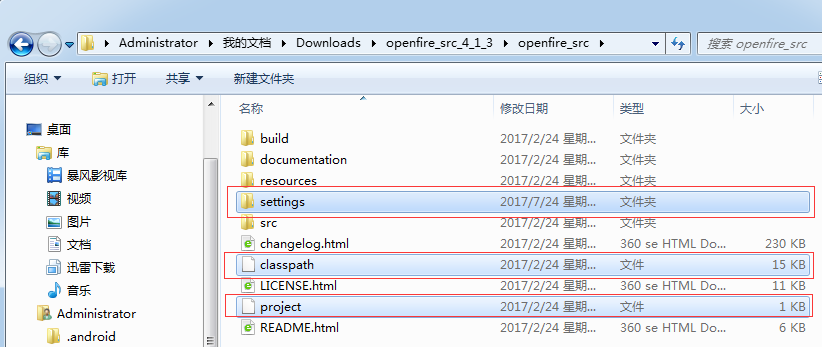 Administrator 我的文档 Downloads openfire_src_4_1_3 openfire_src 搜索 openfire_src
组织 打开 共享 新建文件夹
名称 修改日期 类型 大小
桌面
库
暴风影视库
视频
图片
文档
迅雷下载
音乐
Administrator
.android
build 2017/2/24 星期... 文件夹
documentation 2017/2/24 星期... 文件夹
resources 2017/2/24 星期... 文件夹
settings 2017/7/24 星期... 文件夹
src 2017/2/24 星期... 文件夹
changelog.html 2017/2/24 星期... 360 se HTML Do... 230 KB
classpath 2017/2/24 星期... 文件 15 KB
LICENSE.html 2017/2/24 星期... 360 se HTML Do... 11 KB
project 2017/2/24 星期... 文件 1 KB
README.html 2017/2/24 星期... 360 se HTML Do... 6 KB